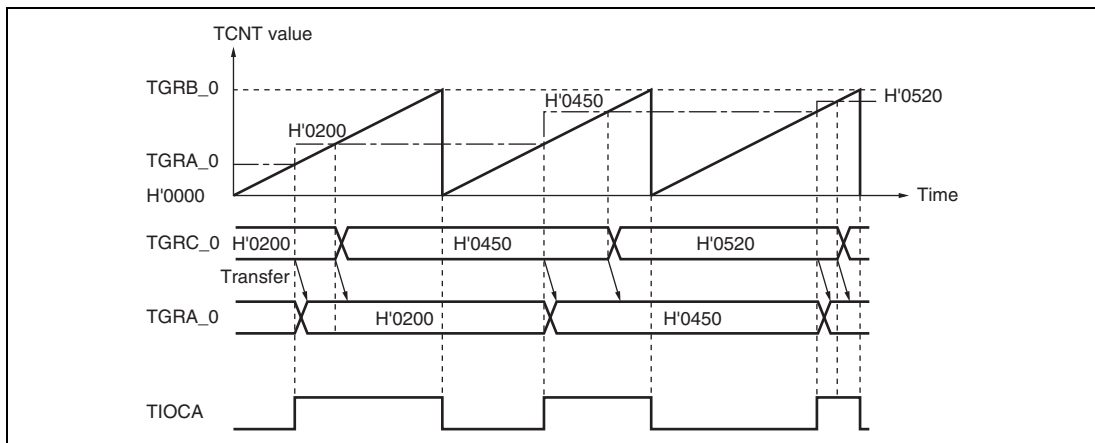 TCNT value
TGRB_0
H'0520
H'0450
H'0200
TGRA_0
H'0000
Time
TGRC_0
H'0200
H'0450
H'0520
Transfer
TGRA_0
H'0200
H'0450
TIOCA